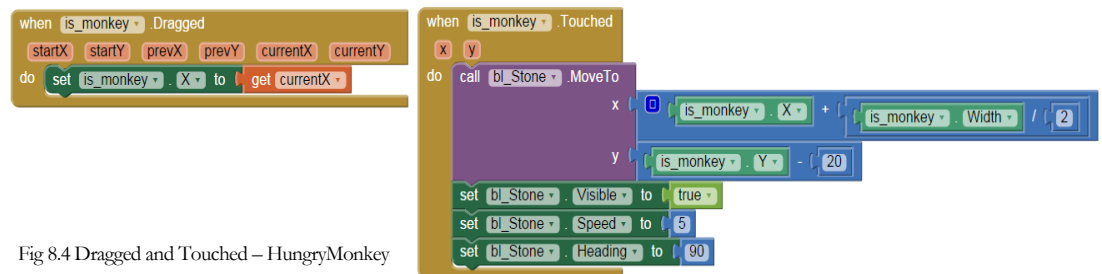 when is_monkey .Dragged
startX startY prevX prevY currentX currentY
do set is_monkey . X to get currentX
when is_monkey .Touched
x y
do call bl_Stone .MoveTo
x is_monkey . X + is_monkey . Width / 2
y is_monkey . Y - 20
set bl_Stone . Visible to true
set bl_Stone . Speed to 5
set bl_Stone . Heading to 90
Fig 8.4 Dragged and Touched – HungryMonkey